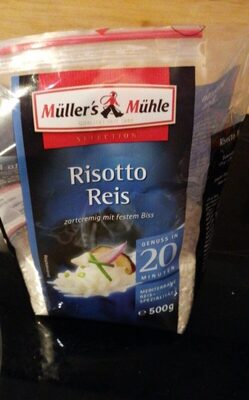 Müller's Mühle
SELECTION
Risotto
Reis
zartcremig mit festem Biss
GENUSS IN
20
MINUTEN
MEDITERRANE
REIS-
SPEZIALITÄT
℮ 500g